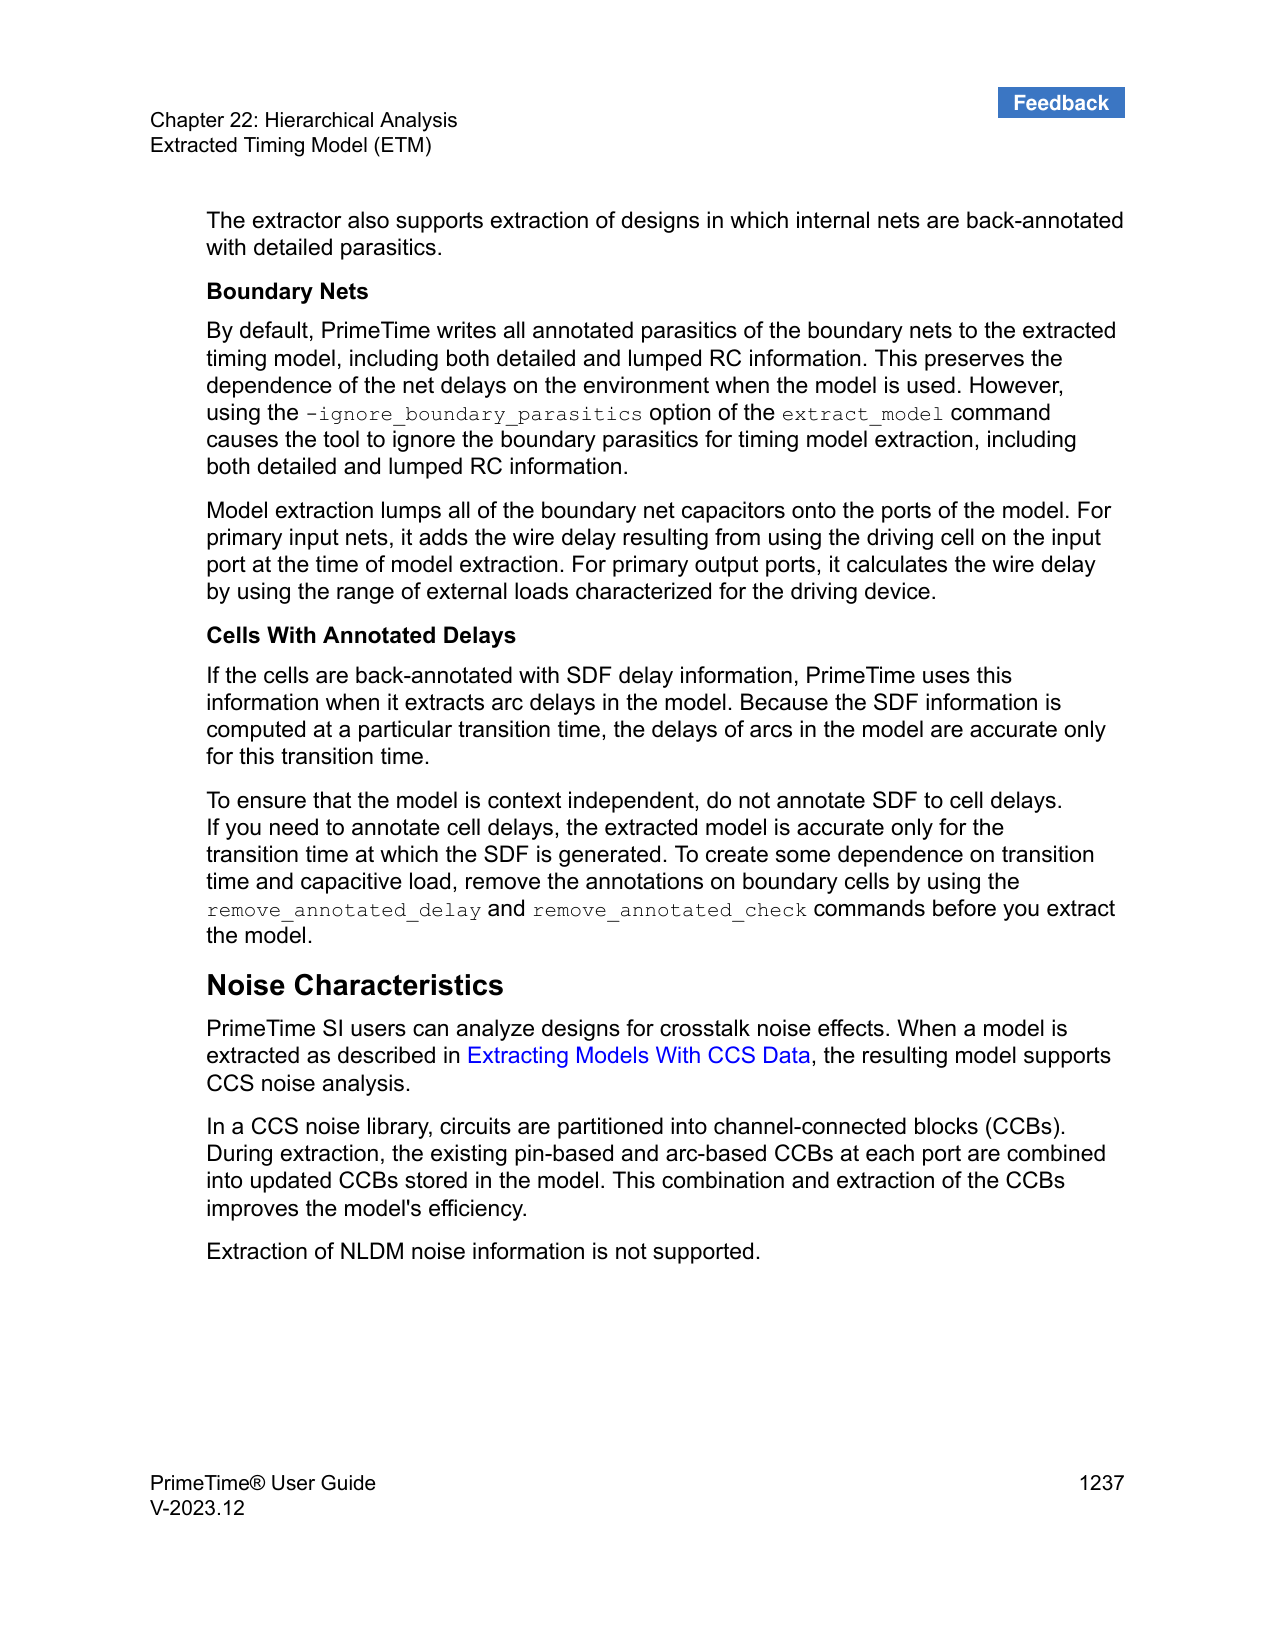 Feedback
Chapter 22: Hierarchical Analysis
Extracted Timing Model (ETM)
The extractor also supports extraction of designs in which internal nets are back-annotated
with detailed parasitics.
Boundary Nets
By default, PrimeTime writes all annotated parasitics of the boundary nets to the extracted
timing model, including both detailed and lumped RC information. This preserves the
dependence of the net delays on the environment when the model is used. However,
using the -ignore_boundary_parasitics option of the extract_model command
causes the tool to ignore the boundary parasitics for timing model extraction, including
both detailed and lumped RC information.
Model extraction lumps all of the boundary net capacitors onto the ports of the model. For
primary input nets, it adds the wire delay resulting from using the driving cell on the input
port at the time of model extraction. For primary output ports, it calculates the wire delay
by using the range of external loads characterized for the driving device.
Cells With Annotated Delays
If the cells are back-annotated with SDF delay information, PrimeTime uses this
information when it extracts arc delays in the model. Because the SDF information is
computed at a particular transition time, the delays of arcs in the model are accurate only
for this transition time.
To ensure that the model is context independent, do not annotate SDF to cell delays.
If you need to annotate cell delays, the extracted model is accurate only for the
transition time at which the SDF is generated. To create some dependence on transition
time and capacitive load, remove the annotations on boundary cells by using the
remove_annotated_delay and remove_annotated_check commands before you extract
the model.
Noise Characteristics
PrimeTime SI users can analyze designs for crosstalk noise effects. When a model is
extracted as described in Extracting Models With CCS Data, the resulting model supports
CCS noise analysis.
In a CCS noise library, circuits are partitioned into channel-connected blocks (CCBs).
During extraction, the existing pin-based and arc-based CCBs at each port are combined
into updated CCBs stored in the model. This combination and extraction of the CCBs
improves the model's efficiency.
Extraction of NLDM noise information is not supported.
PrimeTime® User Guide
V-2023.12
1237